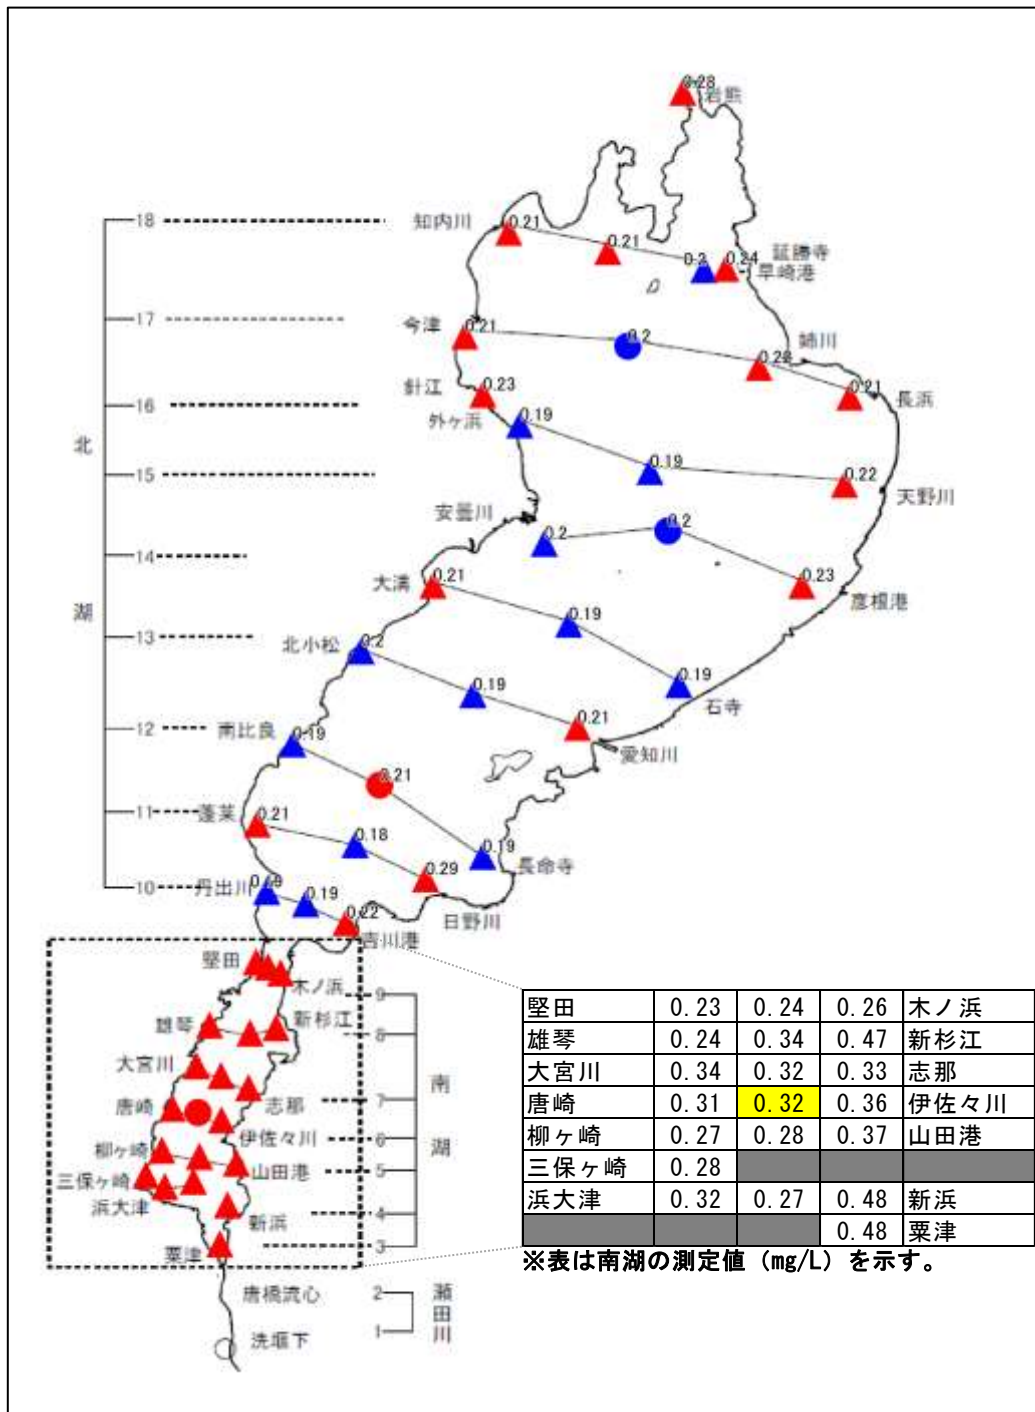 0.28
岩熊
18
知内川
0.21
0.21
0.2
0.24
延勝寺
早崎港
17
今津
0.21
0.2
0.22
姉川
0.21
長浜
針江
0.23
16
外ヶ浜
0.19
北
15
0.19
0.22
天野川
安曇川
0.2
0.2
14
大溝
0.21
0.23
彦根港
湖
0.19
13
北小松
0.2
0.19
0.19
石寺
12
南比良
0.19
0.21
愛知川
0.21
11
蓬莱
0.21
0.18
0.19
長命寺
10
丹出川
0.19
0.19
0.29
日野川
0.22
吉川港
堅田
木ノ浜
9
雄琴
新杉江
8
大宮川
志那
南
唐崎
7
伊佐々川
6
湖
柳ヶ崎
山田港
5
三保ヶ崎
浜大津
新浜
4
粟津
3
唐橋流心
2
瀬田川
洗堰下
1
堅田 0.23 0.24 0.26 木ノ浜
雄琴 0.24 0.34 0.47 新杉江
大宮川 0.34 0.32 0.33 志那
唐崎 0.31 0.32 0.36 伊佐々川
柳ヶ崎 0.27 0.28 0.37 山田港
三保ヶ崎 0.28
浜大津 0.32 0.27 0.48 新浜
0.48 粟津
※表は南湖の測定値（mg/L）を示す。